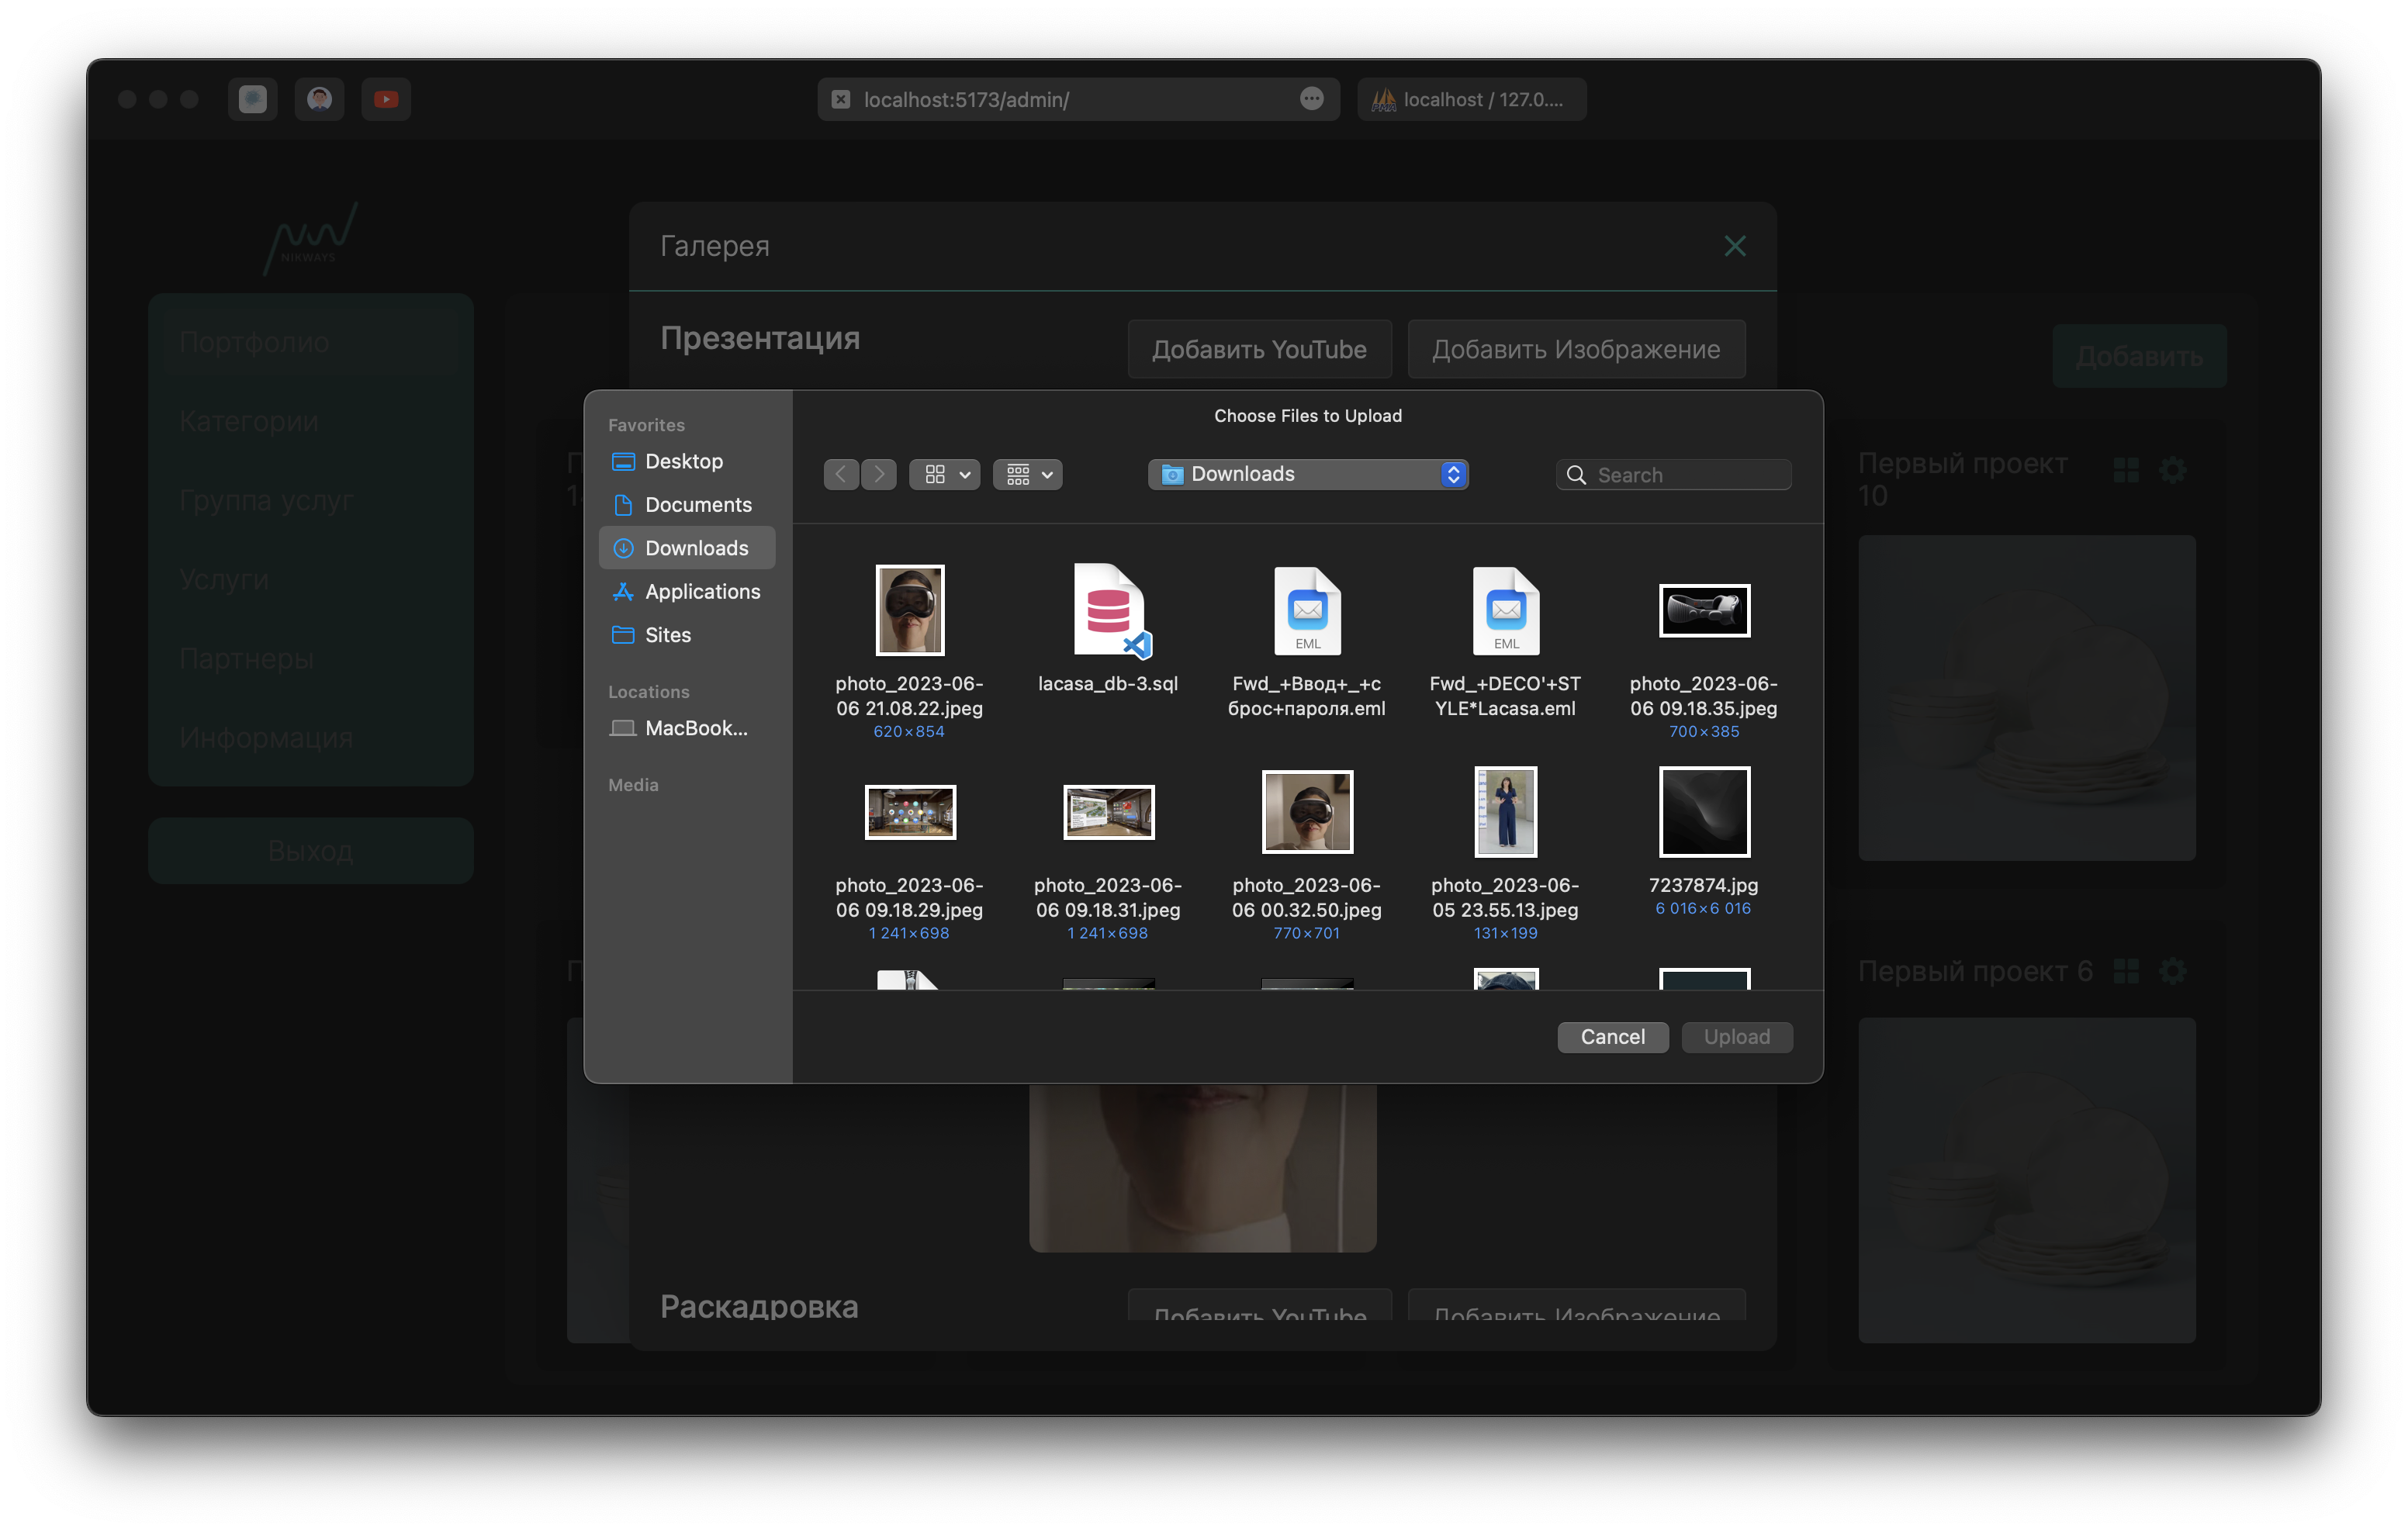 localhost:5173/admin/
localhost / 127.0....
NIKWAYS
Галерея
Портфолио
Категории
Группа услуг
Услуги
Партнеры
Информация
Выход
Презентация
Добавить YouTube
Добавить Изображение
Добавить
Choose Files to Upload
Favorites
Desktop
Documents
Downloads
Applications
Sites
Locations
MacBook...
Media
Downloads
Search
photo_2023-06-
06 21.08.22.jpeg
620×854
lacasa_db-3.sql
EML
Fwd_+Ввод+_+с
брос+пароля.eml
EML
Fwd_+DECO'+ST
YLE*Lacasa.eml
photo_2023-06-
06 09.18.35.jpeg
700×385
photo_2023-06-
06 09.18.29.jpeg
1 241×698
photo_2023-06-
06 09.18.31.jpeg
1 241×698
photo_2023-06-
06 00.32.50.jpeg
770×701
photo_2023-06-
05 23.55.13.jpeg
131×199
7237874.jpg
6 016×6 016
Cancel
Upload
Первый проект
10
Первый проект 6
Раскадровка
Добавить YouTube
Добавить Изображение